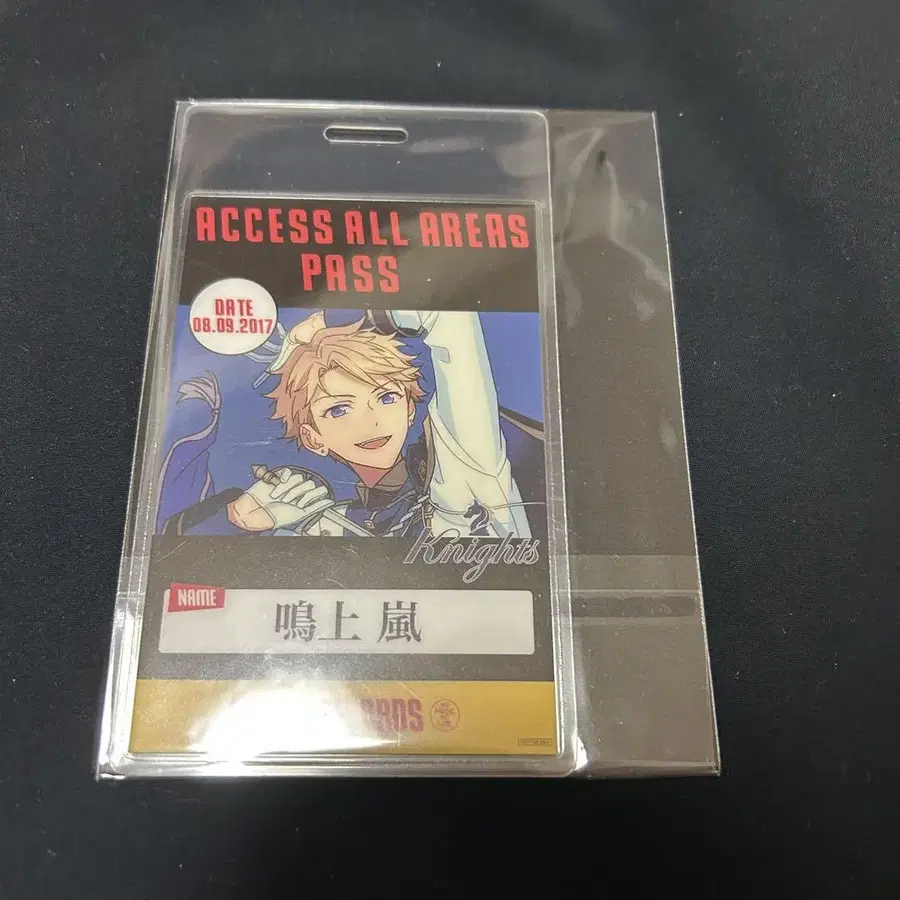 ACCESS ALL AREAS
PASS
DATE
08.09.2017
Knights
NAME
鳴上 嵐